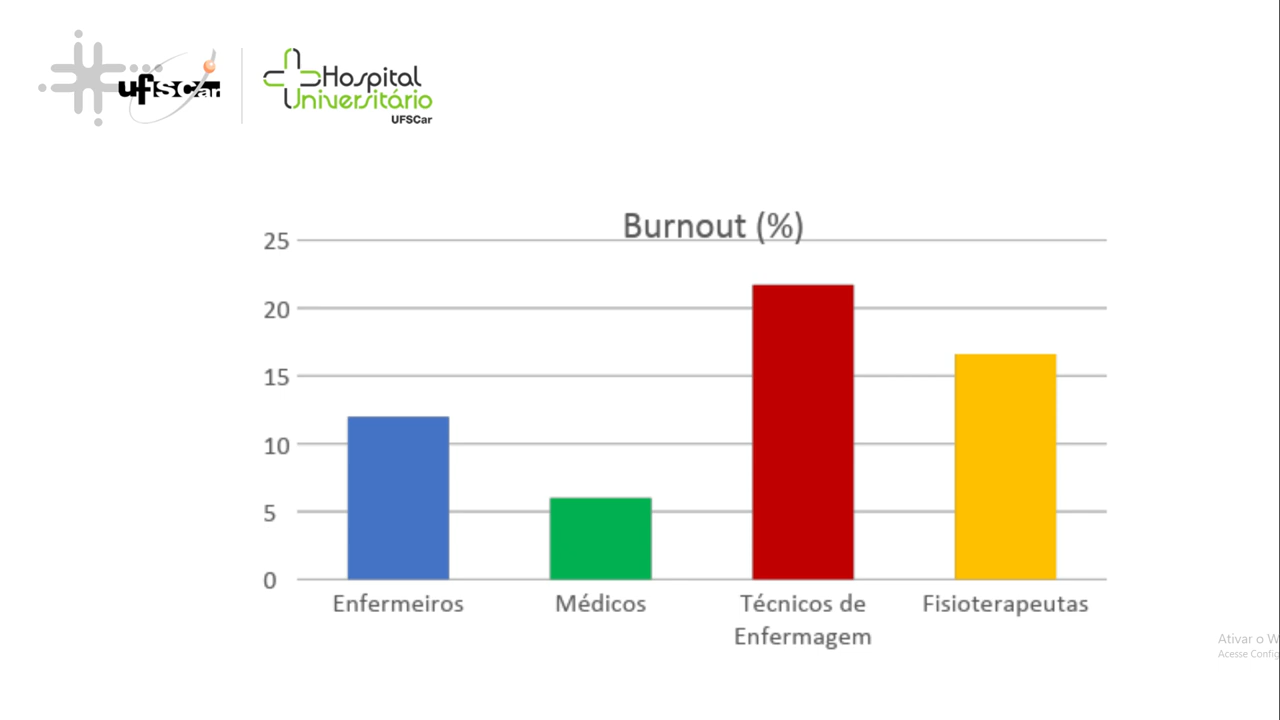 ufscar
Hospital
Universitário
UFSCar
Burnout (%)
25
20
15
10
5
0
Enfermeiros
Médicos
Técnicos de
Enfermagem
Fisioterapeutas
Ativar o W
Acesse Config